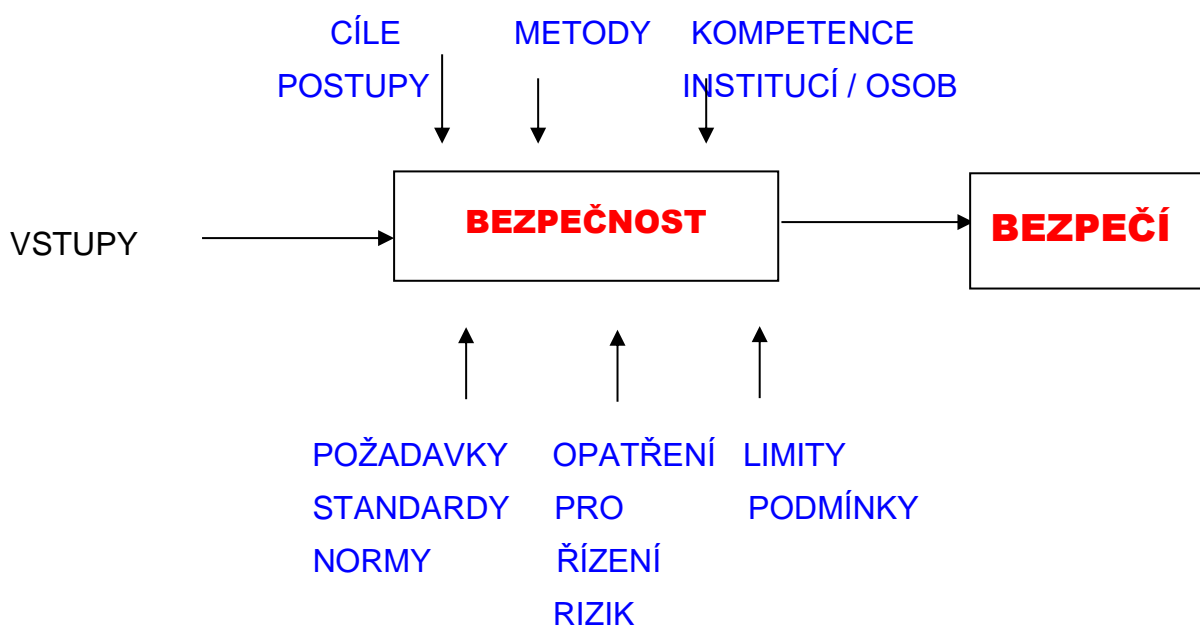 CÍLE METODY KOMPETENCE
POSTUPY INSTITUCÍ / OSOB
BEZPEČNOST
BEZPEČÍ
VSTUPY
POŽADAVKY OPATŘENÍ LIMITY
STANDARDY PRO PODMÍNKY
NORMY ŘÍZENÍ
RIZIK